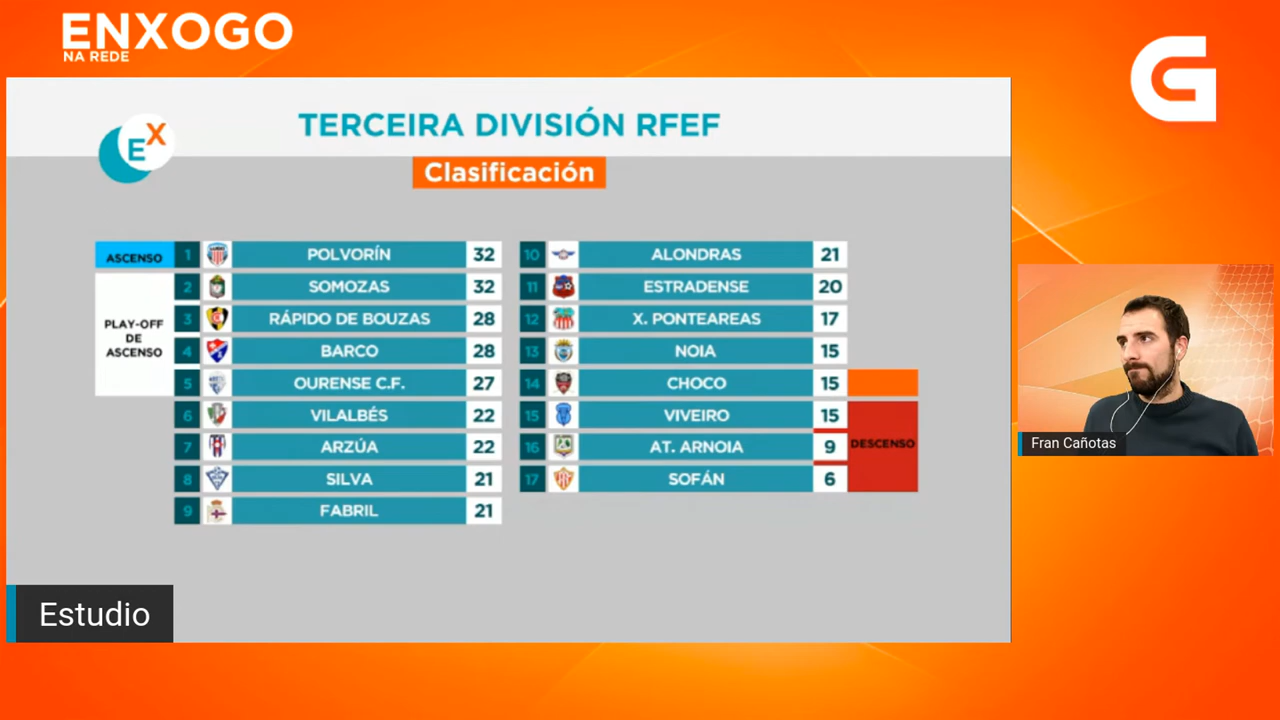 ENXOGO
NA REDE
G
EX
TERCEIRA DIVISIÓN RFEF
Clasificación
ASCENSO
1 POLVORÍN 32
PLAY-OFF
DE
ASCENSO
2 SOMOZAS 32
3 RÁPIDO DE BOUZAS 28
4 BARCO 28
5 OURENSE C.F. 27
6 VILALBÉS 22
7 ARZÚA 22
8 SILVA 21
9 FABRIL 21
10 ALONDRAS 21
11 ESTRADENSE 20
12 X. PONTEAREAS 17
13 NOIA 15
14 CHOCO 15
15 VIVEIRO 15
16 AT. ARNOIA 9
17 SOFÁN 6
DESCENSO
Fran Cañotas
Estudio